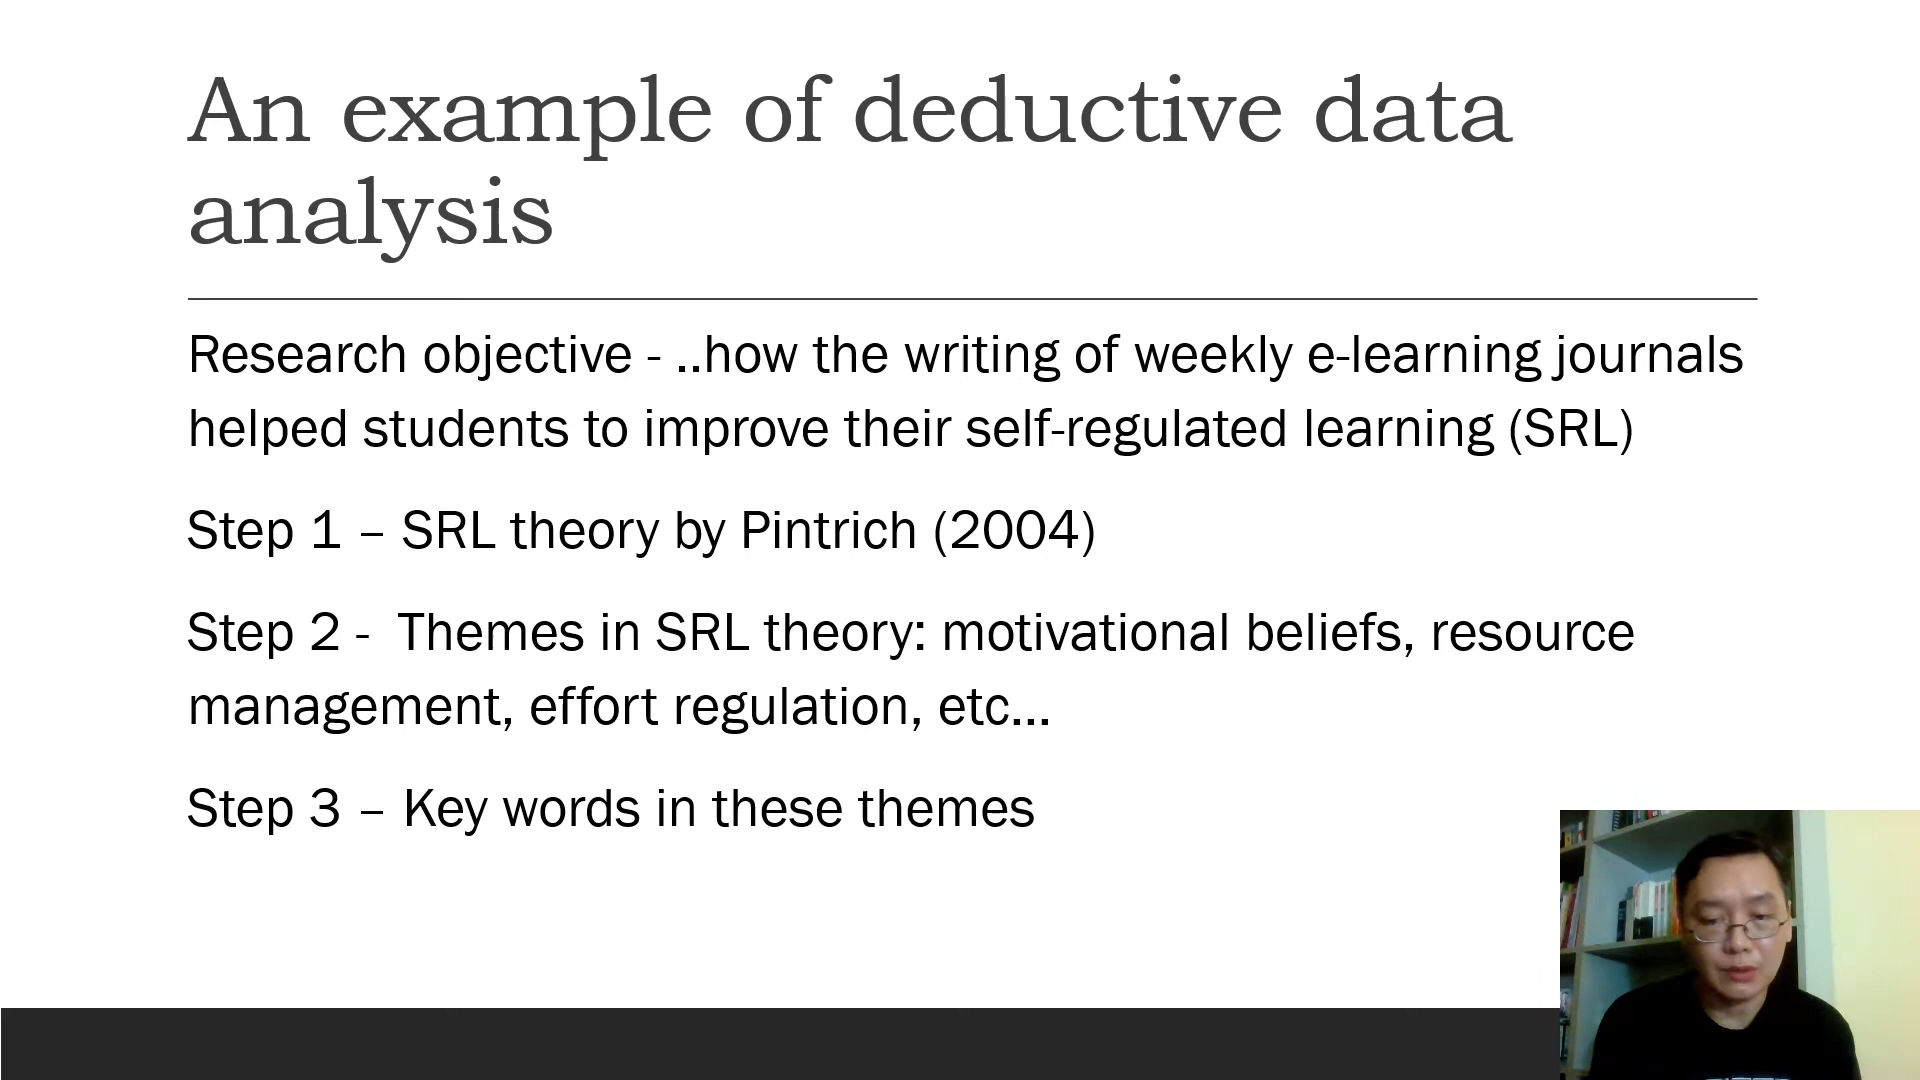 An example of deductive data
analysis
Research objective - ..how the writing of weekly e-learning journals
helped students to improve their self-regulated learning (SRL)
Step 1 – SRL theory by Pintrich (2004)
Step 2 -  Themes in SRL theory: motivational beliefs, resource
management, effort regulation, etc...
Step 3 – Key words in these themes